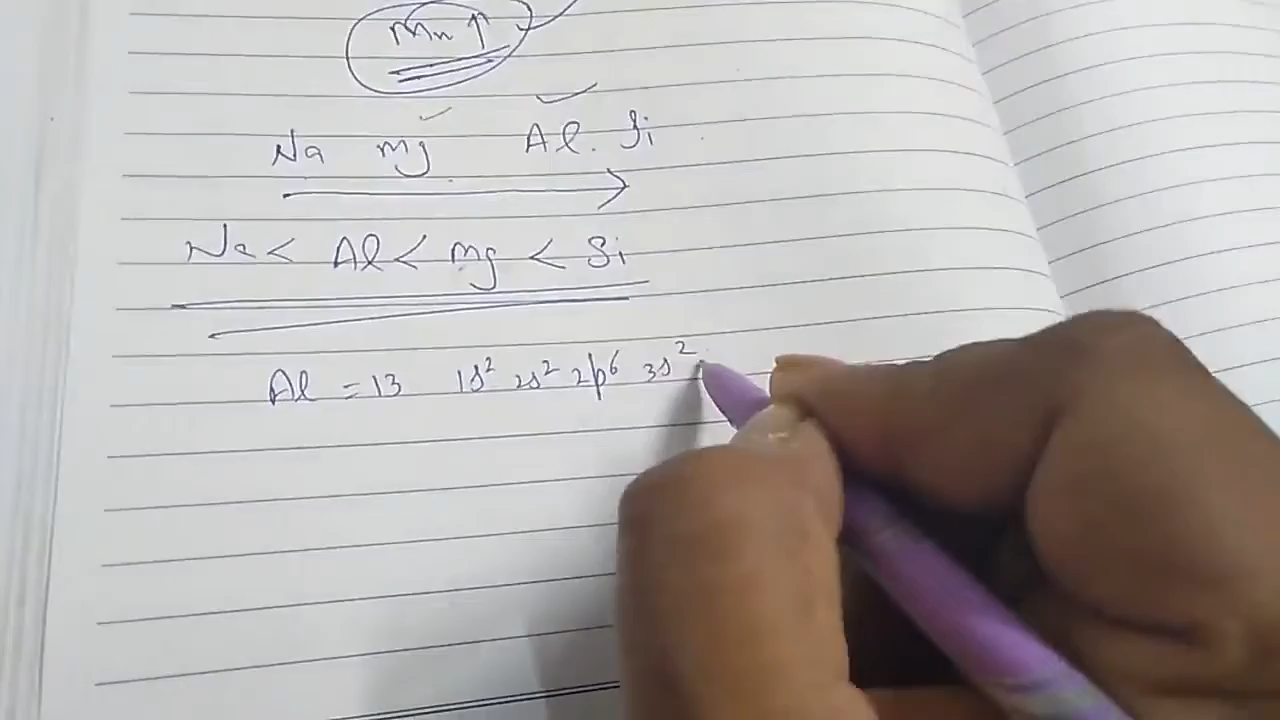 Mn ↑
Na mg Al. Si
Na < Al < mg < Si
Al = 13 1s² 2s² 2p⁶ 3s²